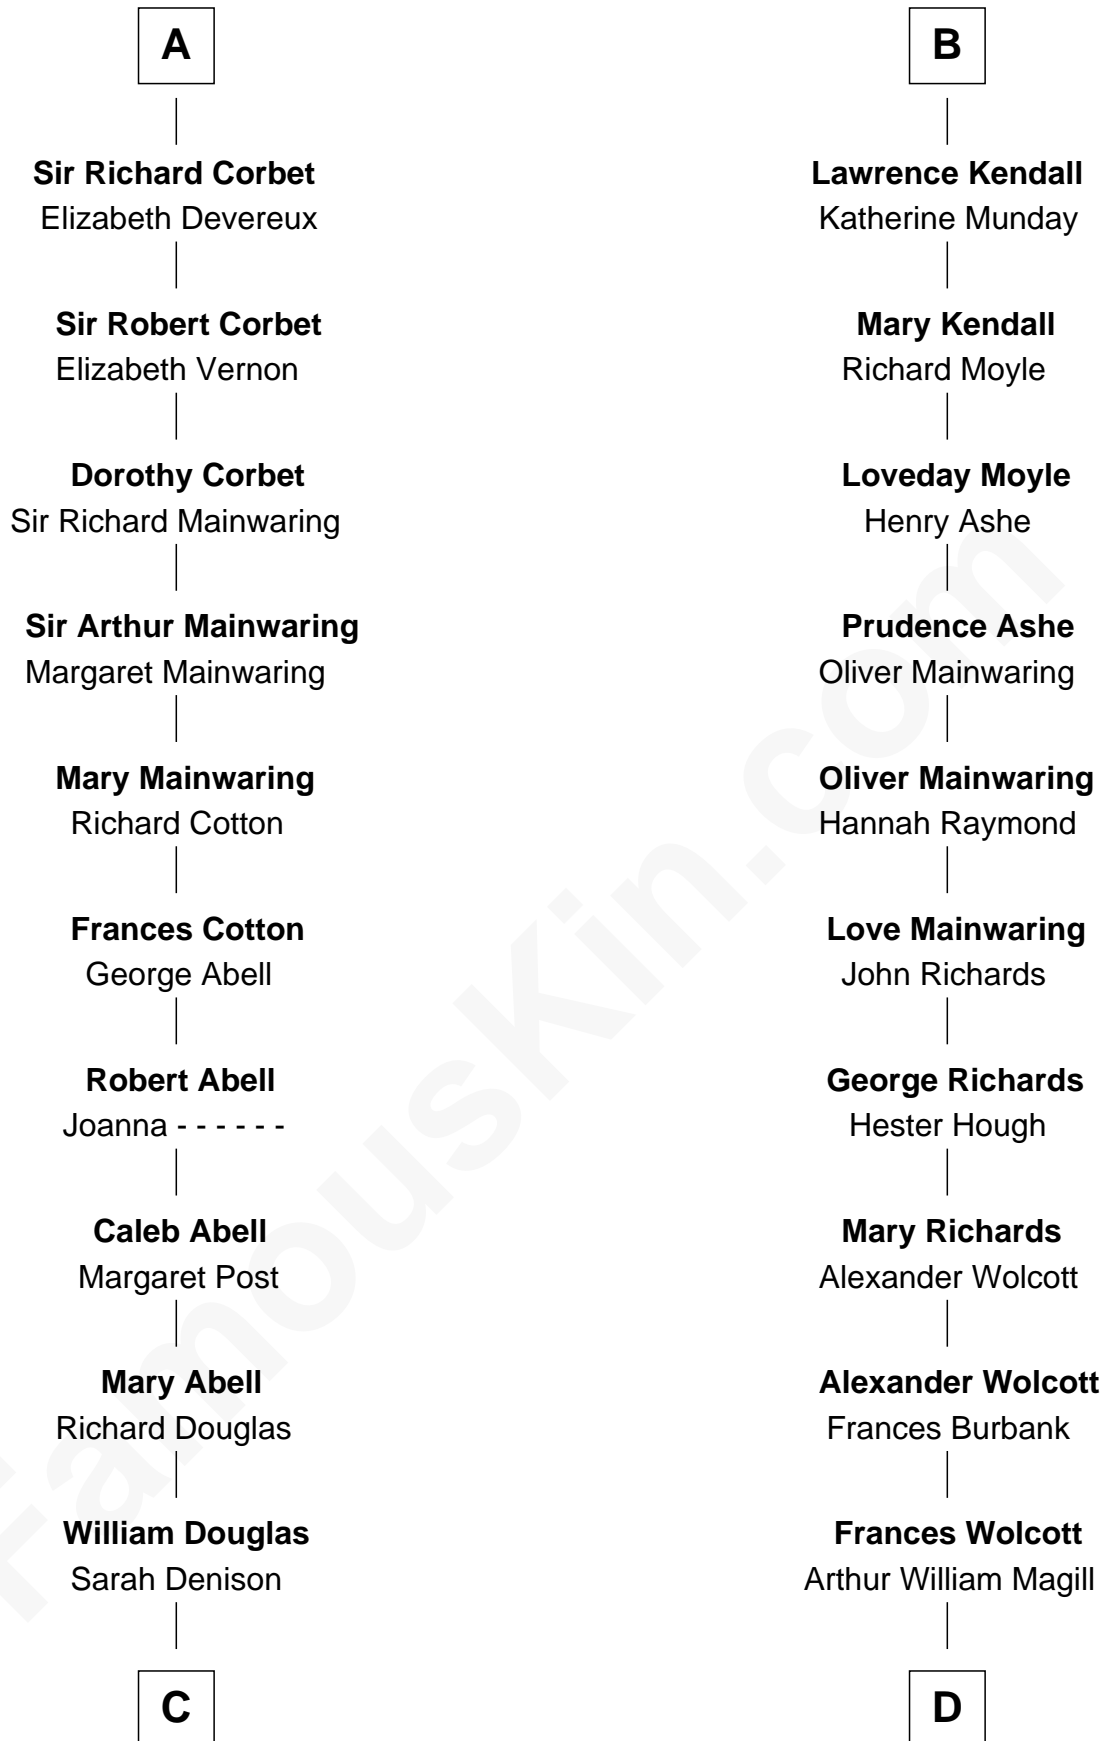 A
Sir Richard Corbet
Elizabeth Devereux
Sir Robert Corbet
Elizabeth Vernon
Dorothy Corbet
Sir Richard Mainwaring
Sir Arthur Mainwaring
Margaret Mainwaring
Mary Mainwaring
Richard Cotton
Frances Cotton
George Abell
Robert Abell
Joanna - - - - - -
Caleb Abell
Margaret Post
Mary Abell
Richard Douglas
William Douglas
Sarah Denison
C
B
Lawrence Kendall
Katherine Munday
Mary Kendall
Richard Moyle
Loveday Moyle
Henry Ashe
Prudence Ashe
Oliver Mainwaring
Oliver Mainwaring
Hannah Raymond
Love Mainwaring
John Richards
George Richards
Hester Hough
Mary Richards
Alexander Wolcott
Alexander Wolcott
Frances Burbank
Frances Wolcott
Arthur William Magill
D
FamousKin.com